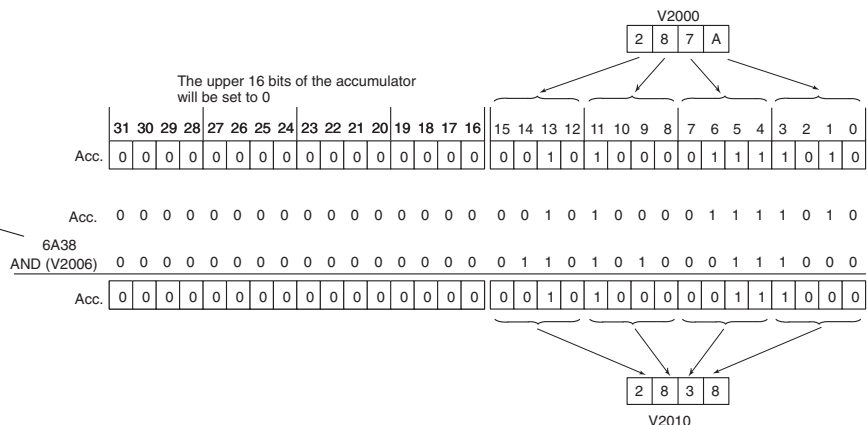 V2000
2 8 7 A
The upper 16 bits of the accumulator
will be set to 0
31 30 29 28 27 26 25 24 23 22 21 20 19 18 17 16 15 14 13 12 11 10 9 8 7 6 5 4 3 2 1 0
Acc. 0 0 0 0 0 0 0 0 0 0 0 0 0 0 0 0 0 0 1 0 1 0 0 0 0 1 1 1 1 0 1 0
Acc. 0 0 0 0 0 0 0 0 0 0 0 0 0 0 0 0 0 0 1 0 1 0 0 0 0 1 1 1 1 0 1 0
6A38
AND (V2006) 0 0 0 0 0 0 0 0 0 0 0 0 0 0 0 0 0 1 1 0 1 0 1 0 0 0 1 1 1 0 0 0
Acc. 0 0 0 0 0 0 0 0 0 0 0 0 0 0 0 0 0 0 1 0 1 0 0 0 0 0 1 1 1 0 0 0
2 8 3 8
V2010